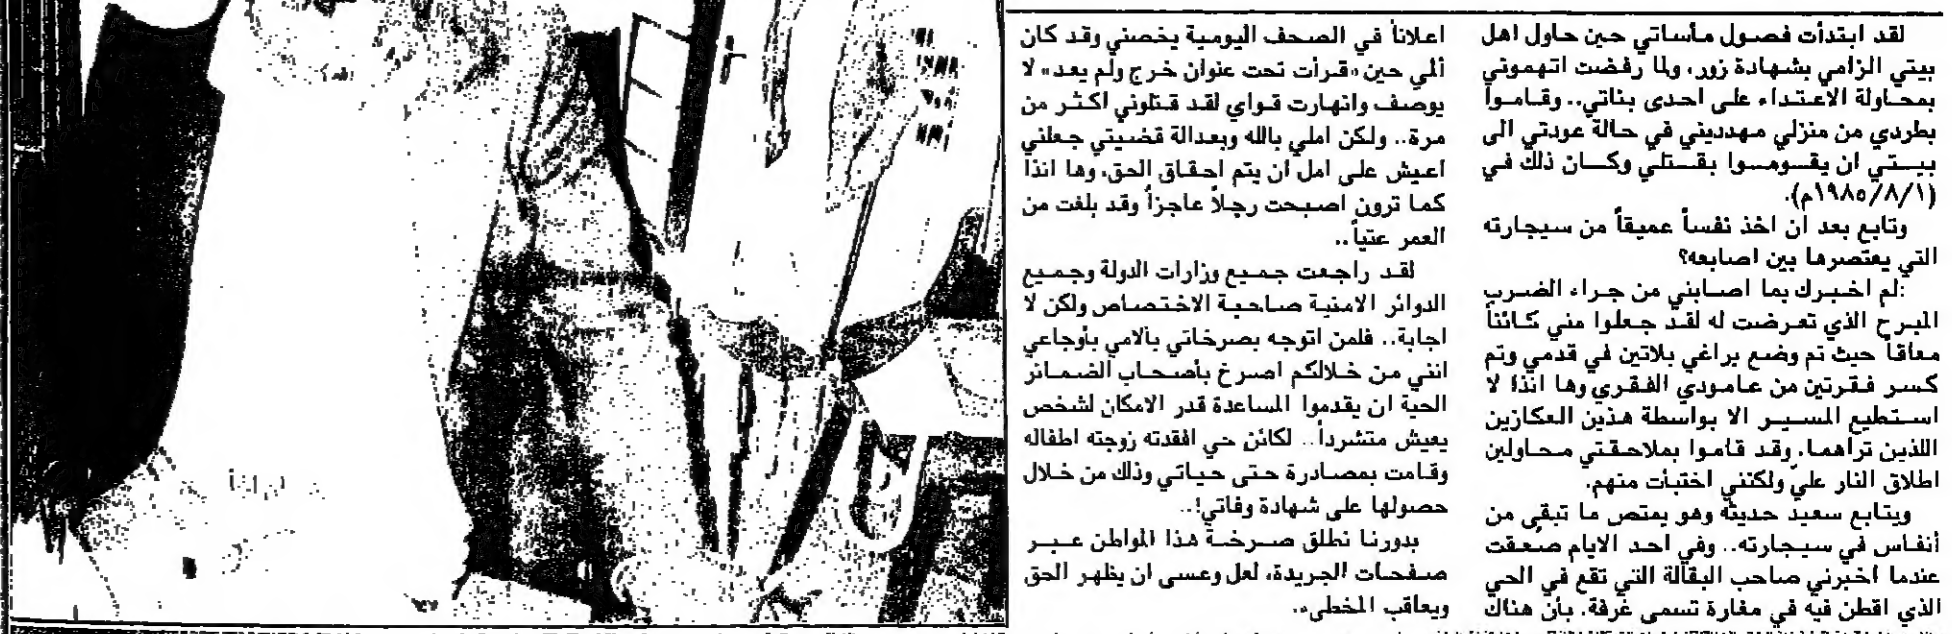 لقد ابتدأت فصول مأساتي حين حاول اهل
بيتي الزامي بشهادة زور، ولما رفضت اتهموني
بمحاولة الاعتداء على احدى بناتي.. وقاموا
بطردي من منزلي مهدديني في حالة عودتي الى
بيتي ان يقوموا بقتلي وكان ذلك في
(١٩٨٥/٨/١م).
وتابع بعد ان اخذ نفساً عميقاً من سيجارته
التي يعتصرها بين اصابعه؟
:لم اخبرك بما اصابني من جراء الضرب
المبرح الذي تعرضت له لقد جعلوا مني كائناً
معاقاً حيث تم وضع براغي بلاتين في قدمي وتم
كسر فقرتين من عامودي الفقري وها انذا لا
استطيع المسير الا بواسطة هذين العكازين
اللذين تراهما. وقد قاموا بملاحقتي محاولين
اطلاق النار عليّ ولكنني اختبأت منهم.
ويتابع سعيد حديثه وهو يمتص ما تبقى من
أنفاس في سيجارته.. وفي احد الايام صُعقت
عندما اخبرني صاحب البقالة التي تقع في الحي
الذي اقطن فيه في مغارة تسمى غرفة. بأن هناك
اعلاناً في الصحف اليومية يخصني وقد كان
ألمي حين «قرأت تحت عنوان خرج ولم يعد» لا
يوصف وانهارت قواي لقد قتلوني اكثر من
مرة.. ولكن املي بالله وبعدالة قضيتي جعلني
اعيش على امل ان يتم احقاق الحق، وها انذا
كما ترون اصبحت رجلاً عاجزاً وقد بلغت من
العمر عتياً..
لقد راجعت جميع وزارات الدولة وجميع
الدوائر الامنية صاحبة الاختصاص ولكن لا
اجابة.. فلمن اتوجه بصرخاتي بالامي بأوجاعي
انني من خلالكم اصرخ بأصحاب الضمائر
الحية ان يقدموا المساعدة قدر الامكان لشخص
يعيش متشرداً.. لكائن حي افقدته زوجته اطفاله
وقامت بمصادرة حتى حياتي وذلك من خلال
حصولها على شهادة وفاتي!..
بدورنا نطلق صرخة هذا المواطن عبر
صفحات الجريدة، لعل وعسى ان يظهر الحق
ويعاقب المخطيء.